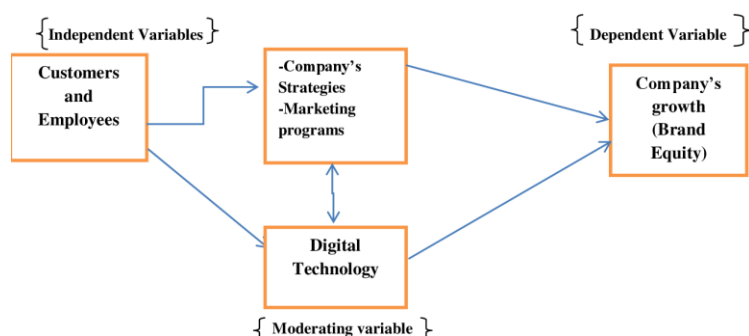 { Independent Variables }
{ Dependent Variable }
Customers
and
Employees
-Company’s
Strategies
-Marketing
programs
Company’s
growth
(Brand
Equity)
Digital
Technology
{ Moderating variable }